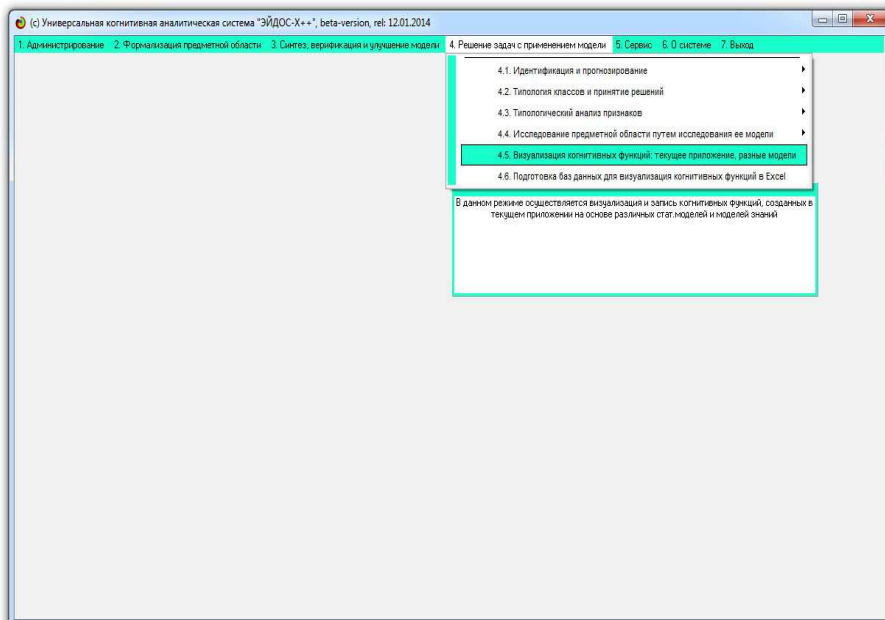 (c) Универсальная когнитивная аналитическая система "ЭЙДОС-X++", beta-version, rel: 12.01.2014
1. Администрирование 2. Формализация предметной области 3. Синтез, верификация и улучшение модели 4. Решение задач с применением модели 5. Сервис 6. О системе 7. Выход
4.1. Идентификация и прогнозирование
4.2. Типология классов и принятие решений
4.3. Типологический анализ признаков
4.4. Исследование предметной области путем исследования ее модели
4.5. Визуализация когнитивных функций: текущее приложение, разные модели
4.6. Подготовка баз данных для визуализация когнитивных функций в Excel
В данном режиме осуществляется визуализация и запись когнитивных функций, созданных в
текущем приложении на основе различных стат.моделей и моделей знаний